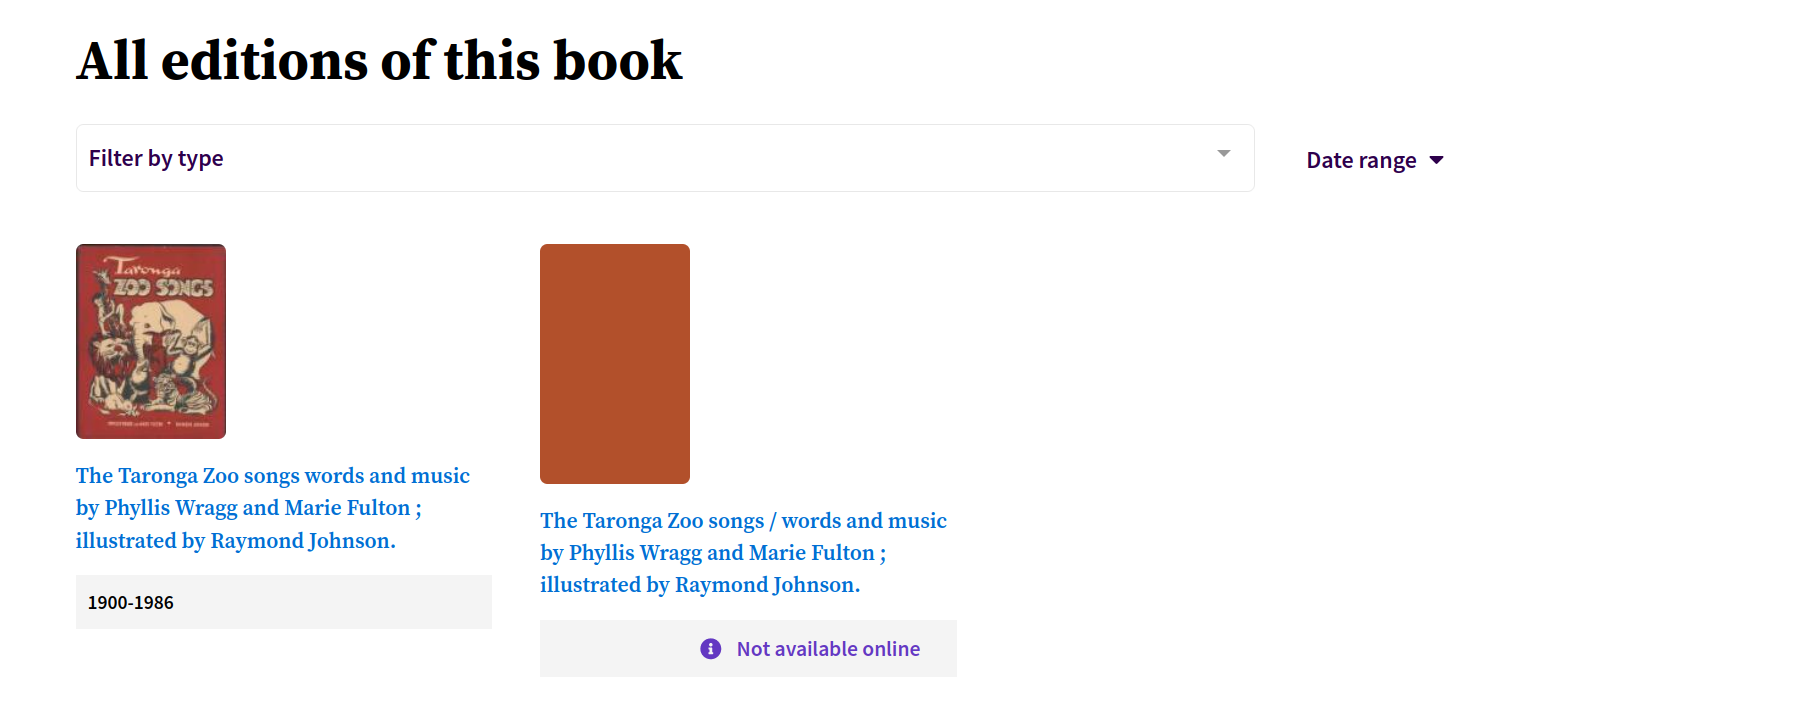 All editions of this book
Filter by type
Date range
Taronga
ZOO SONGS
The Taronga Zoo songs words and music
by Phyllis Wragg and Marie Fulton ;
illustrated by Raymond Johnson.
1900-1986
The Taronga Zoo songs / words and music
by Phyllis Wragg and Marie Fulton ;
illustrated by Raymond Johnson.
Not available online